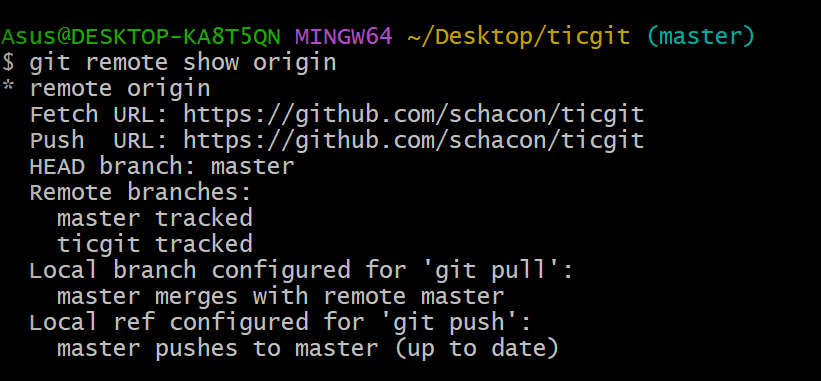 Asus@DESKTOP-KA8T5QN MINGW64 ~/Desktop/ticgit (master)
$ git remote show origin
* remote origin
  Fetch URL: https://github.com/schacon/ticgit
  Push  URL: https://github.com/schacon/ticgit
  HEAD branch: master
  Remote branches:
    master tracked
    ticgit tracked
  Local branch configured for 'git pull':
    master merges with remote master
  Local ref configured for 'git push':
    master pushes to master (up to date)